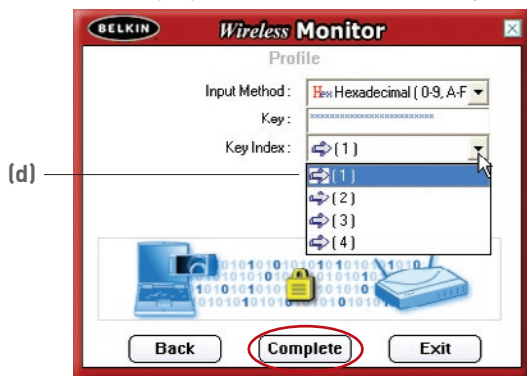 BELKIN Wireless Monitor
Profile
Input Method : Hex Hexadecimal ( 0-9, A-F
Key : ************************
Key Index : ( 1 )
(d)
( 1 )
( 2 )
( 3 )
( 4 )
Back Complete Exit